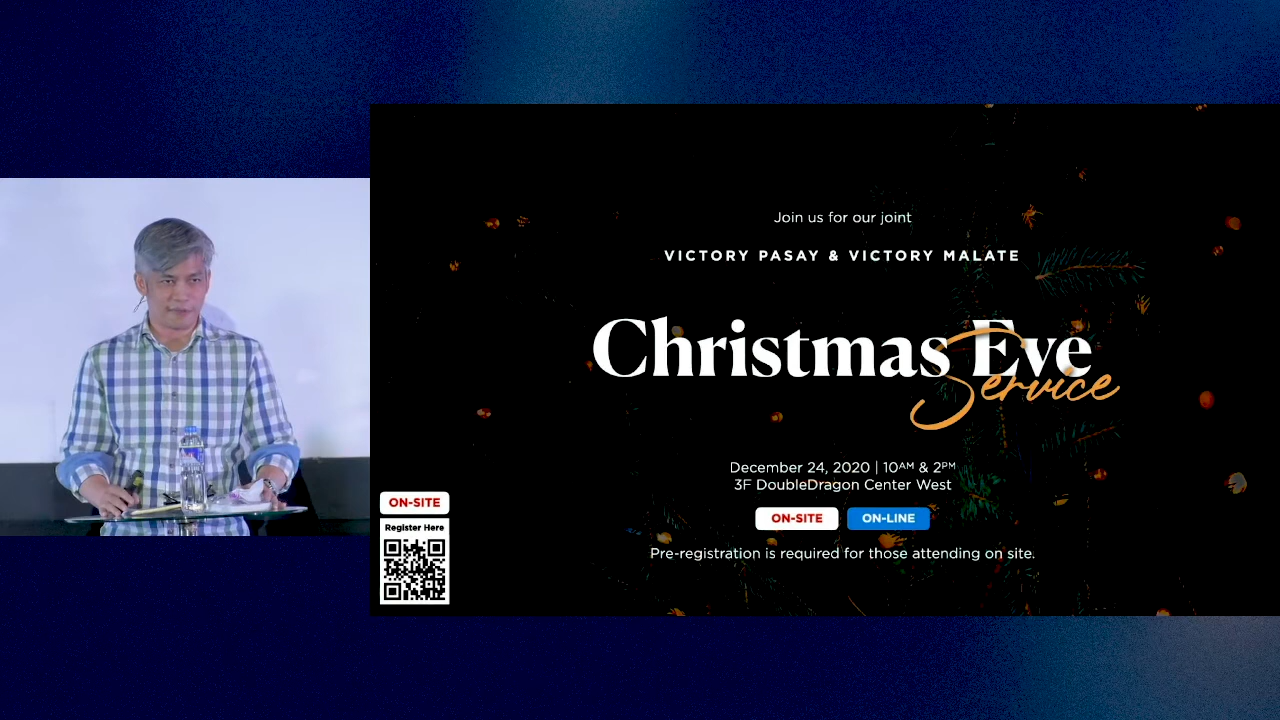 Join us for our joint
VICTORY PASAY & VICTORY MALATE
Christmas Eve
Service
December 24, 2020 | 10AM & 2PM
3F DoubleDragon Center West
ON-SITE ON-LINE
Pre-registration is required for those attending on site.
ON-SITE
Register Here